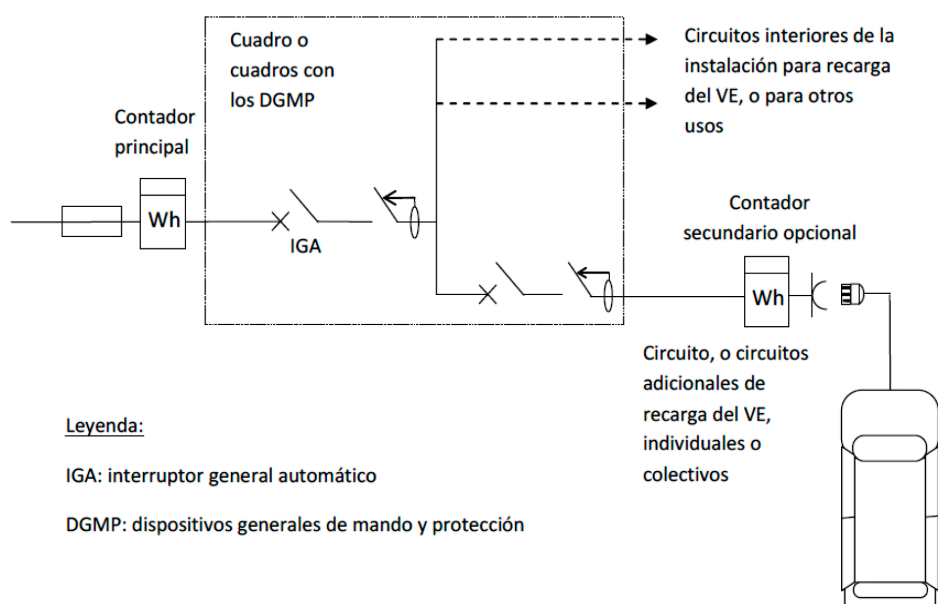 Cuadro o
cuadros con
los DGMP
Circuitos interiores de la
instalación para recarga
del VE, o para otros
usos
Contador
principal
Wh
IGA
Contador
secundario opcional
Wh
Circuito, o circuitos
adicionales de
recarga del VE,
individuales o
colectivos
Leyenda:
IGA: interruptor general automático
DGMP: dispositivos generales de mando y protección